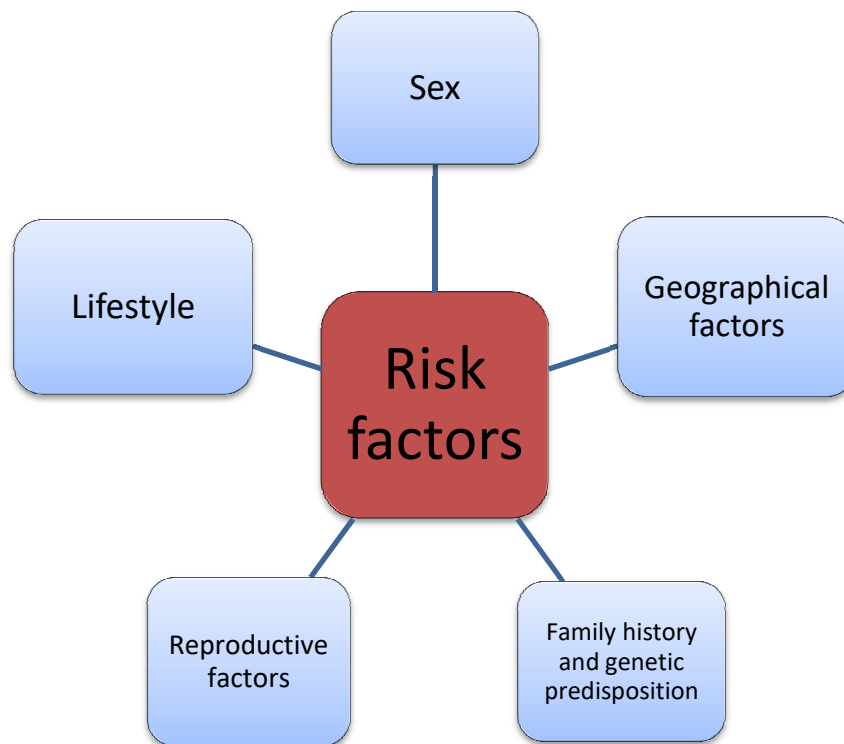 Sex
Lifestyle
Geographical
factors
Risk
factors
Reproductive
factors
Family history
and genetic
predisposition